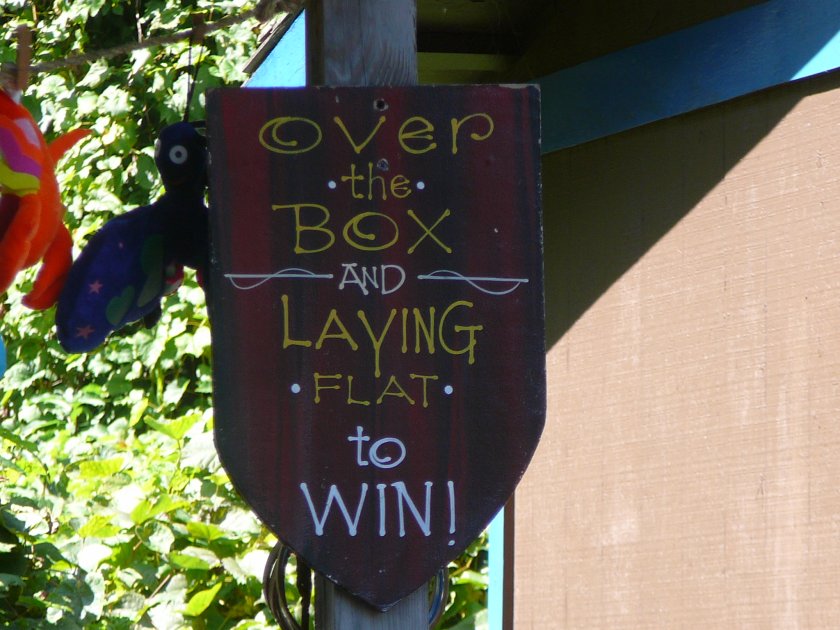 over
• the •
BOX
AND
LAYING
• FLAT •
to
WIN!